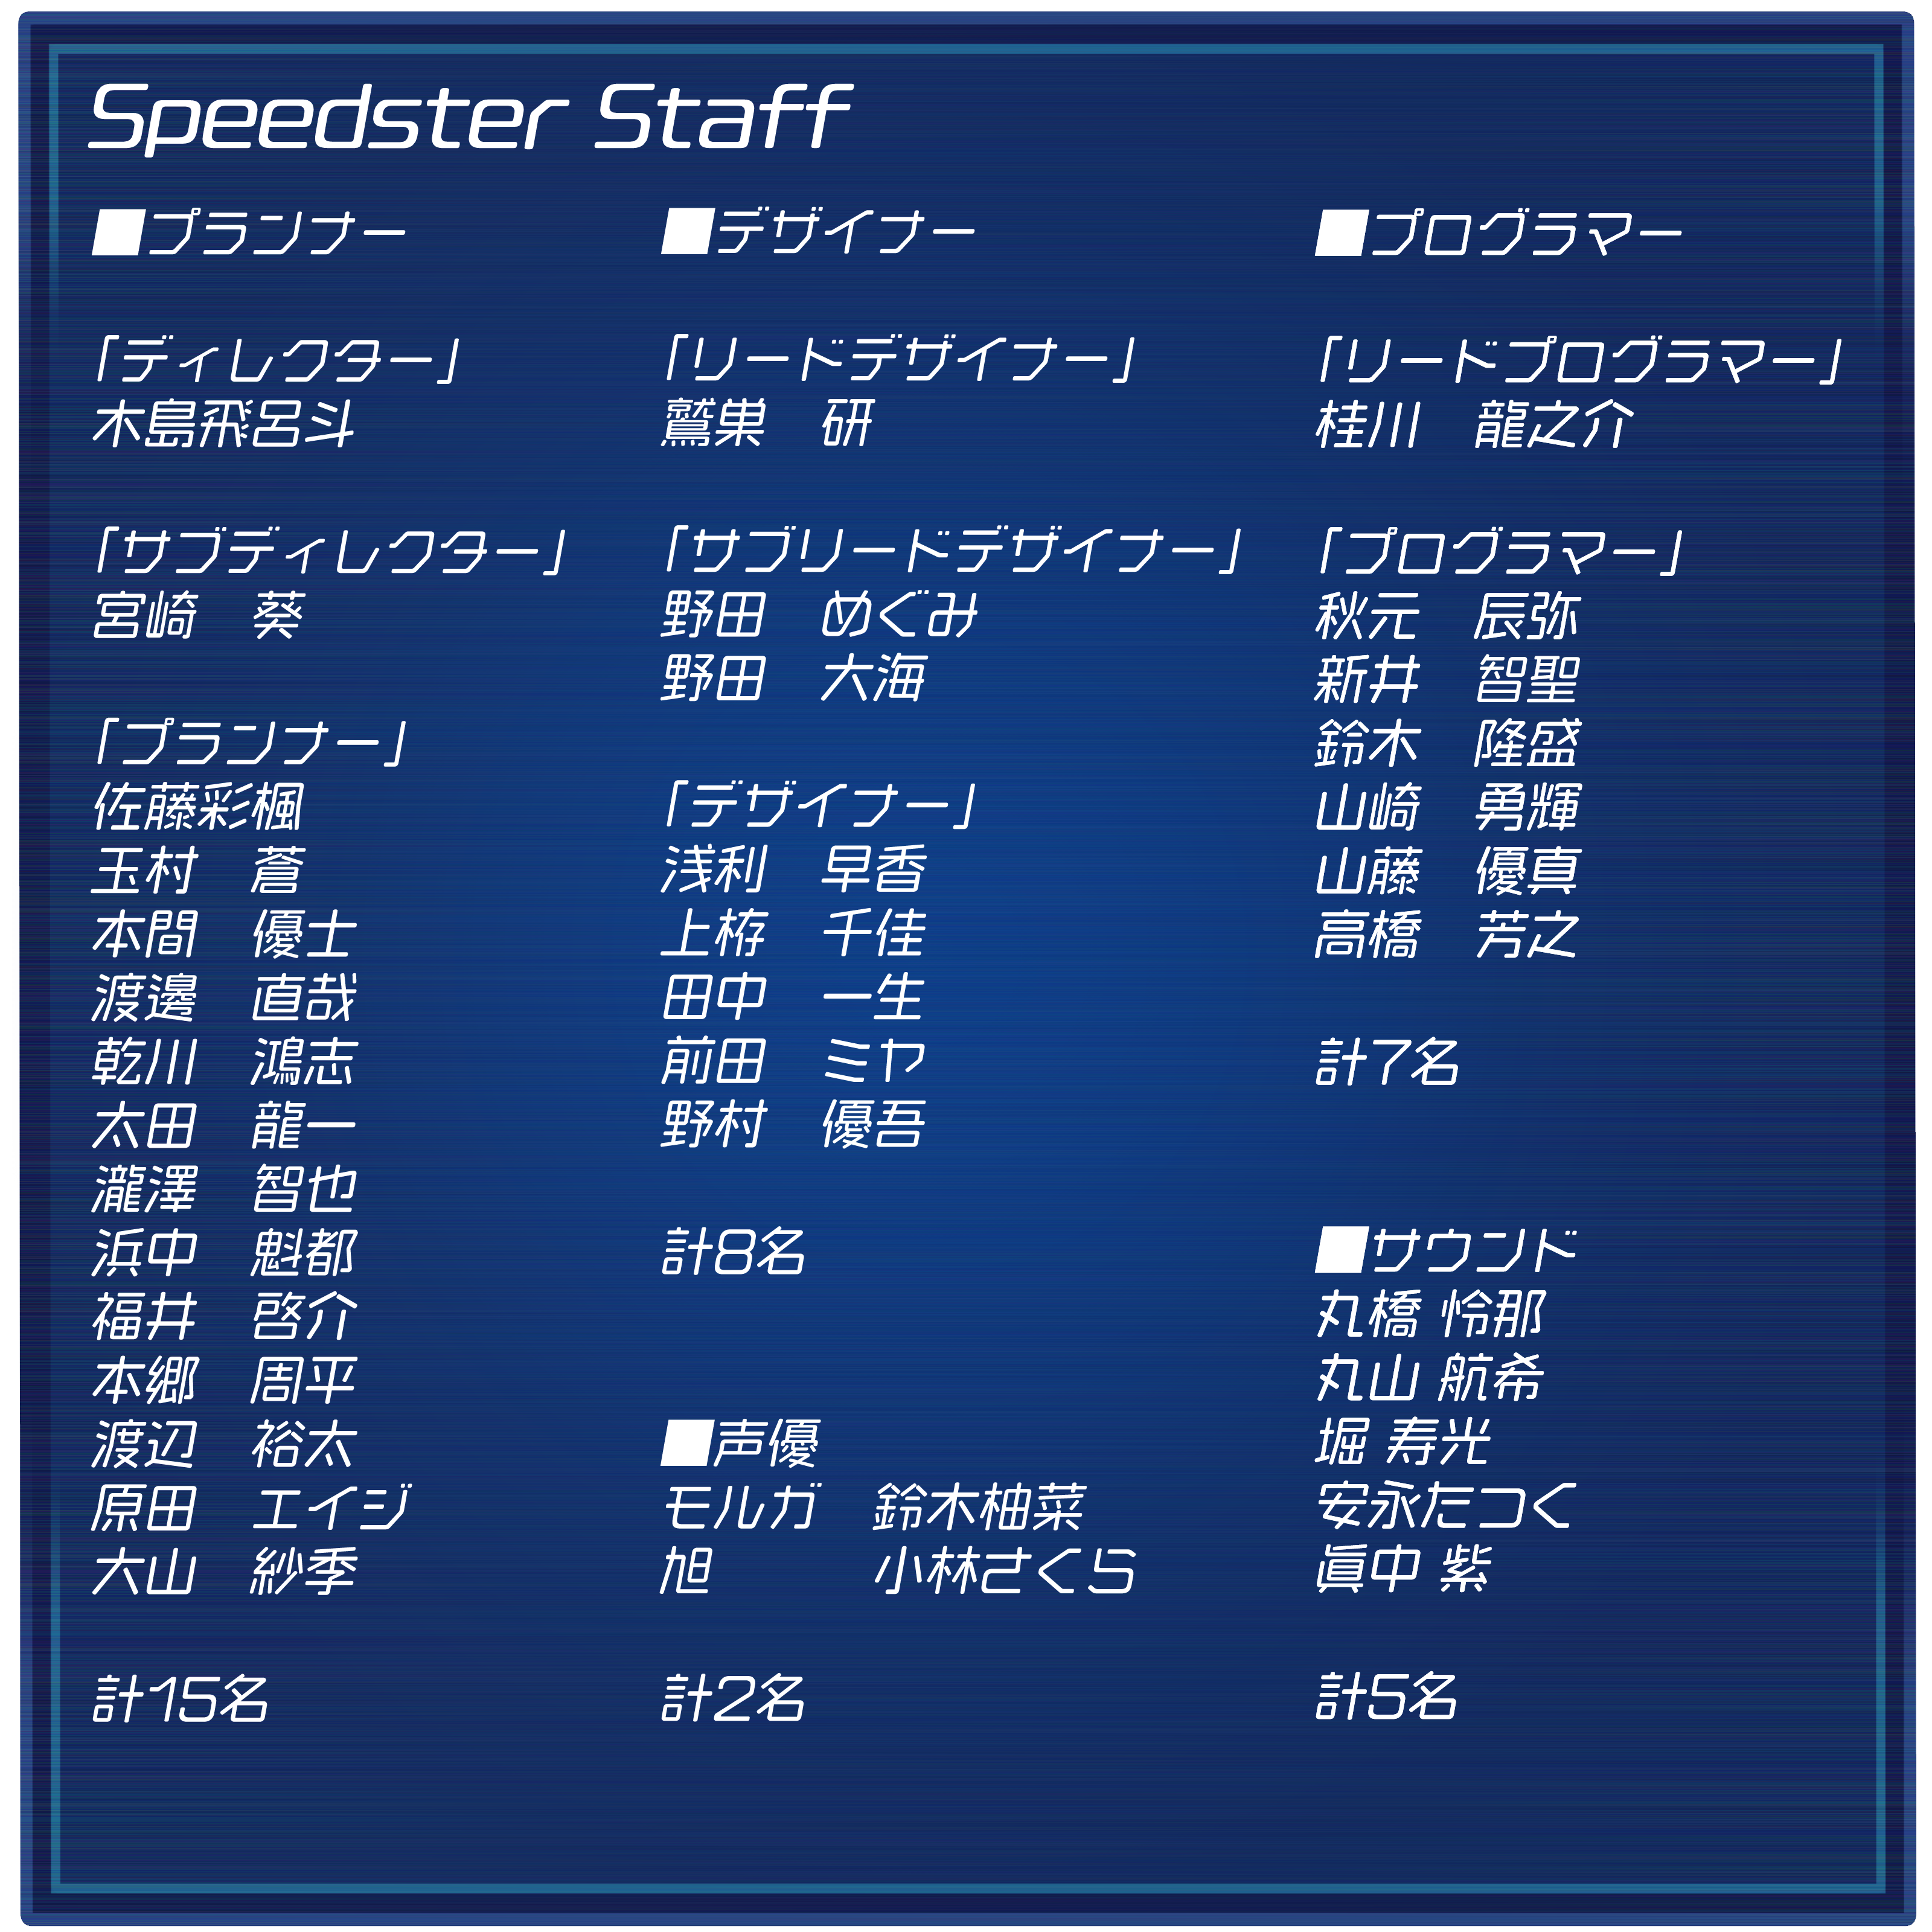 Speedster Staff
■プランナー
「ディレクター」
木島飛呂斗
「サブディレクター」
宮崎　葵
「プランナー」
佐藤彩楓
玉村　蒼
本間　優士
渡邊　直哉
乾川　鴻志
太田　龍一
瀧澤　智也
浜中　魁都
福井　啓介
本郷　周平
渡辺　裕太
原田　エイジ
大山　紗季
計15名
■デザイナー
「リードデザイナー」
鷲巣　研
「サブリードデザイナー」
野田　めぐみ
野田　大海
「デザイナー」
浅利　早香
上栫　千佳
田中　一生
前田　ミヤ
野村　優吾
計8名
■声優
モルガ　鈴木柚菜
旭　　　小林さくら
計2名
■プログラマー
「リードプログラマー」
桂川　龍之介
「プログラマー」
秋元　辰弥
新井　智聖
鈴木　隆盛
山崎　勇輝
山藤　優真
高橋　芳之
計7名
■サウンド
丸橋 怜那
丸山 航希
堀 寿光
安永たつく
眞中 紫
計5名